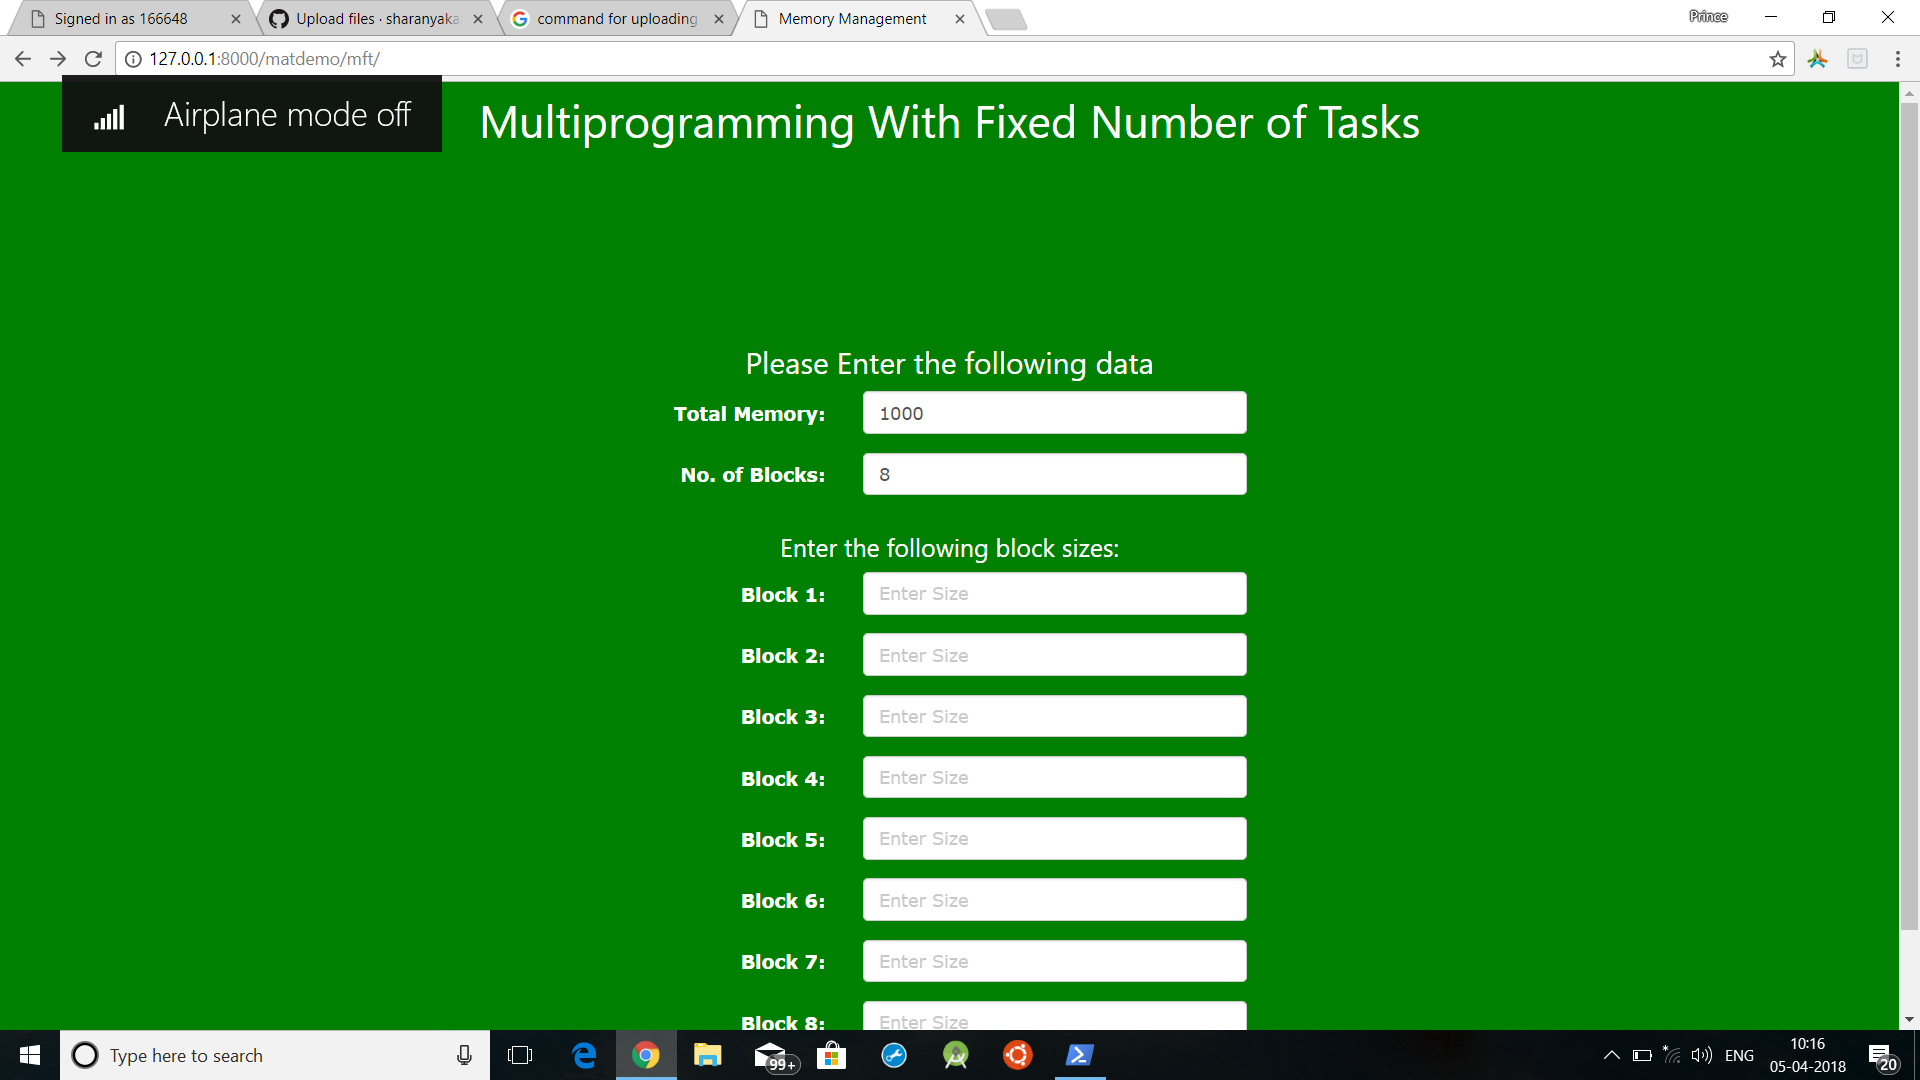 Signed in as 166648
Upload files · sharanyaka
command for uploading
Memory Management
Prince
127.0.0.1:8000/matdemo/mft/
Airplane mode off
Multiprogramming With Fixed Number of Tasks
Please Enter the following data
Total Memory: 1000
No. of Blocks: 8
Enter the following block sizes:
Block 1: Enter Size
Block 2: Enter Size
Block 3: Enter Size
Block 4: Enter Size
Block 5: Enter Size
Block 6: Enter Size
Block 7: Enter Size
Block 8: Enter Size
Type here to search
99+
ENG
10:16
05-04-2018
20